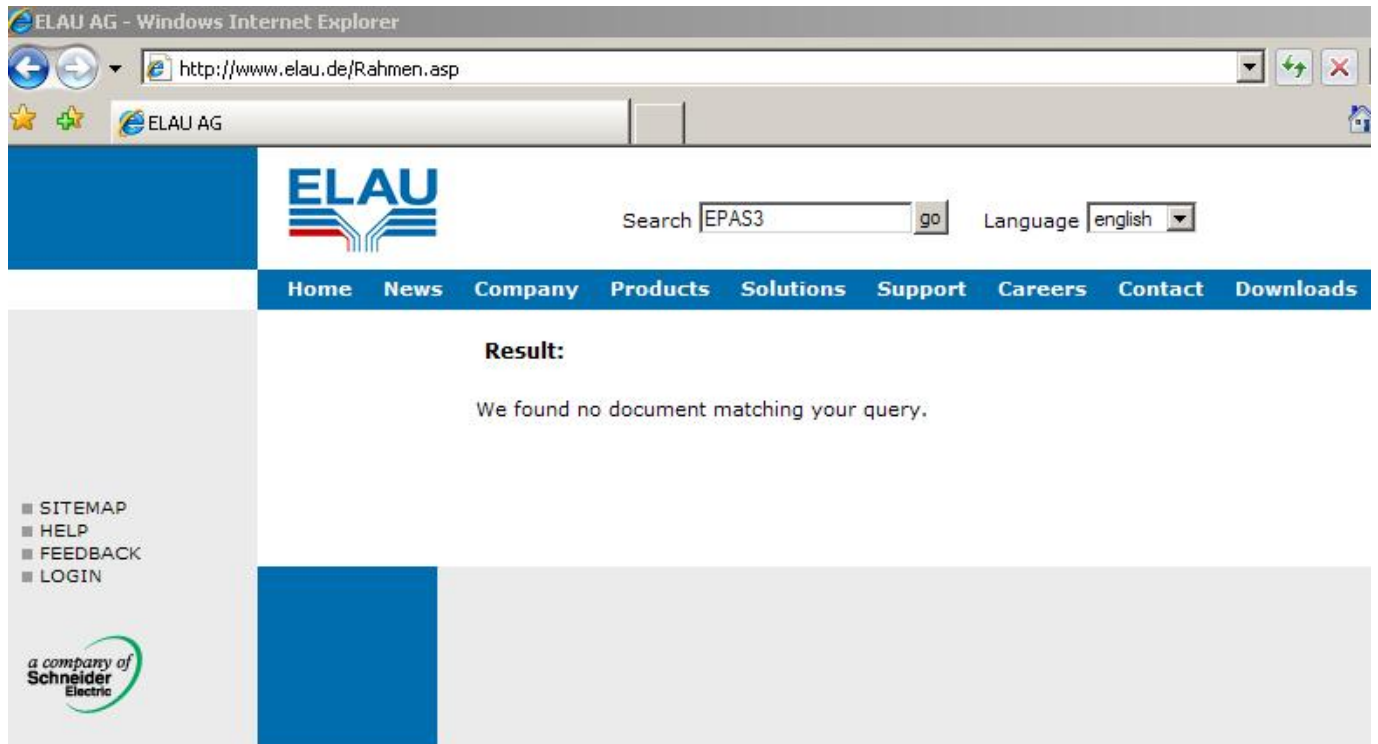 ELAU AG - Windows Internet Explorer
http://www.elau.de/Rahmen.asp
ELAU AG
ELAU
Search EPAS3 go Language english
Home News Company Products Solutions Support Careers Contact Downloads
Result:
We found no document matching your query.
SITEMAP
HELP
FEEDBACK
LOGIN
a company of
Schneider
Electric